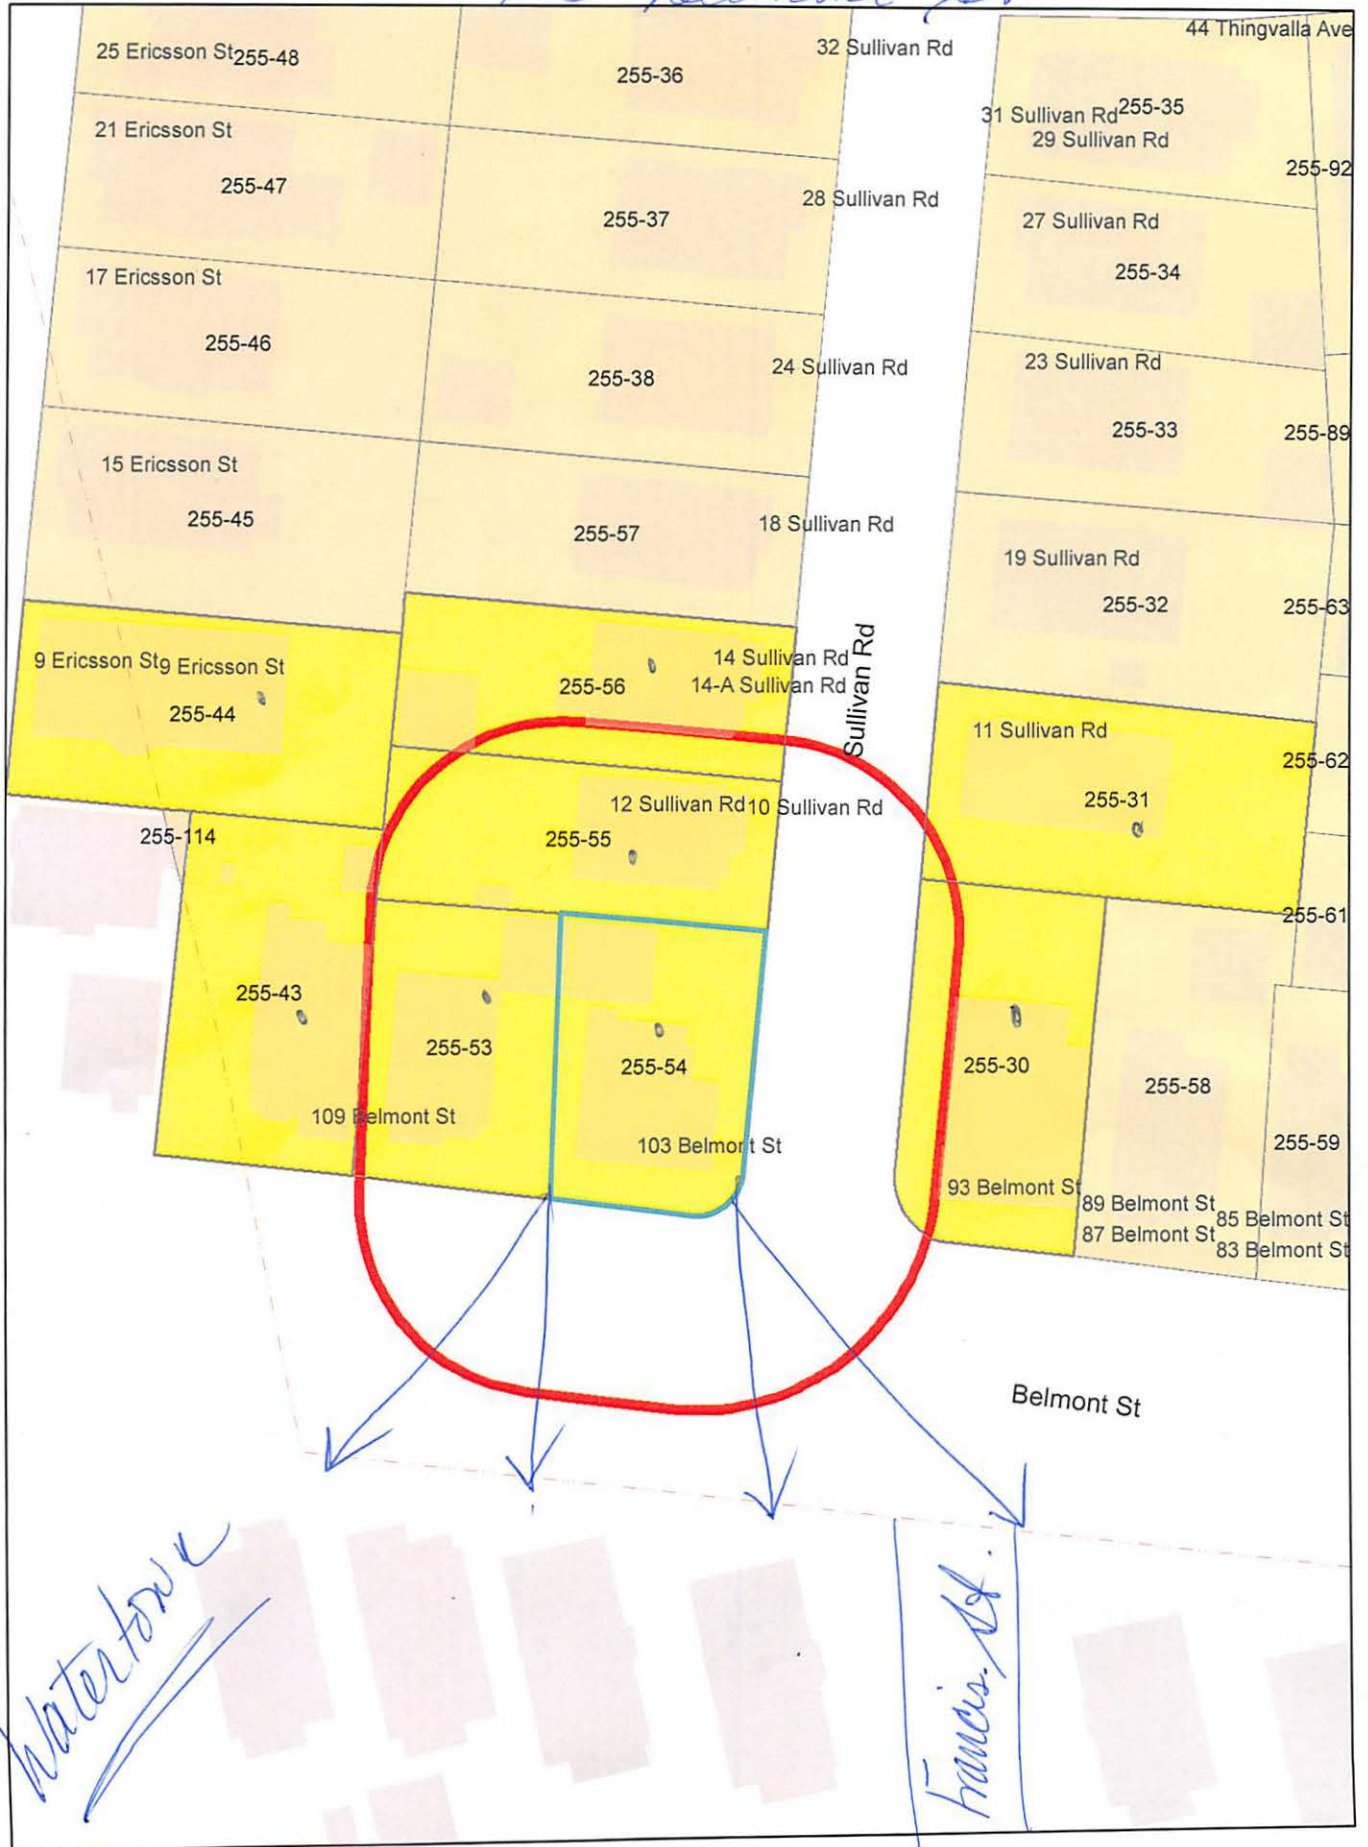 44 Thingvalla Ave
25 Ericsson St 255-48
32 Sullivan Rd
255-36
31 Sullivan Rd 255-35
29 Sullivan Rd
21 Ericsson St
255-92
255-47
28 Sullivan Rd
255-37
27 Sullivan Rd
255-34
17 Ericsson St
255-46
24 Sullivan Rd
23 Sullivan Rd
255-38
255-33
255-89
15 Ericsson St
255-45
18 Sullivan Rd
255-57
19 Sullivan Rd
255-32
255-63
9 Ericsson St 9 Ericsson St
14 Sullivan Rd
255-56
14-A Sullivan Rd
Sullivan Rd
255-44
11 Sullivan Rd
255-62
255-31
12 Sullivan Rd 10 Sullivan Rd
255-114
255-55
255-61
255-43
255-53
255-54
255-30
255-58
109 Belmont St
103 Belmont St
255-59
93 Belmont St
89 Belmont St
85 Belmont St
87 Belmont St
83 Belmont St
Belmont St
Watertown
Francis. St.